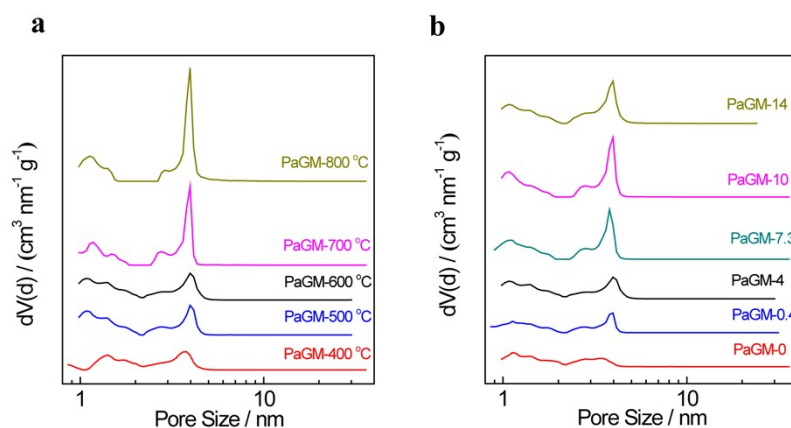 a
dV(d) / (cm³ nm⁻¹ g⁻¹)
PaGM-800 °C
PaGM-700 °C
PaGM-600 °C
PaGM-500 °C
PaGM-400 °C
1
10
Pore Size / nm
b
dV(d) / (cm³ nm⁻¹ g⁻¹)
PaGM-14
PaGM-10
PaGM-7.3
PaGM-4
PaGM-0.4
PaGM-0
1
10
Pore Size / nm